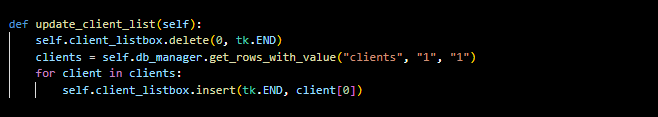 def update_client_list(self):
    self.client_listbox.delete(0, tk.END)
    clients = self.db_manager.get_rows_with_value("clients", "1", "1")
    for client in clients:
        self.client_listbox.insert(tk.END, client[0])